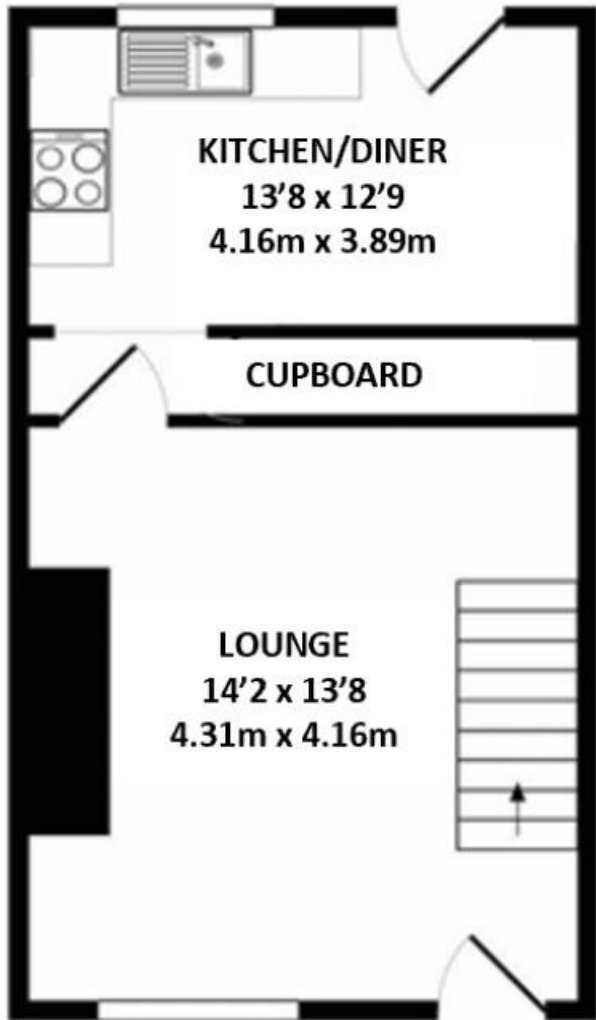 KITCHEN/DINER
13’8 x 12’9
4.16m x 3.89m
CUPBOARD
LOUNGE
14’2 x 13’8
4.31m x 4.16m